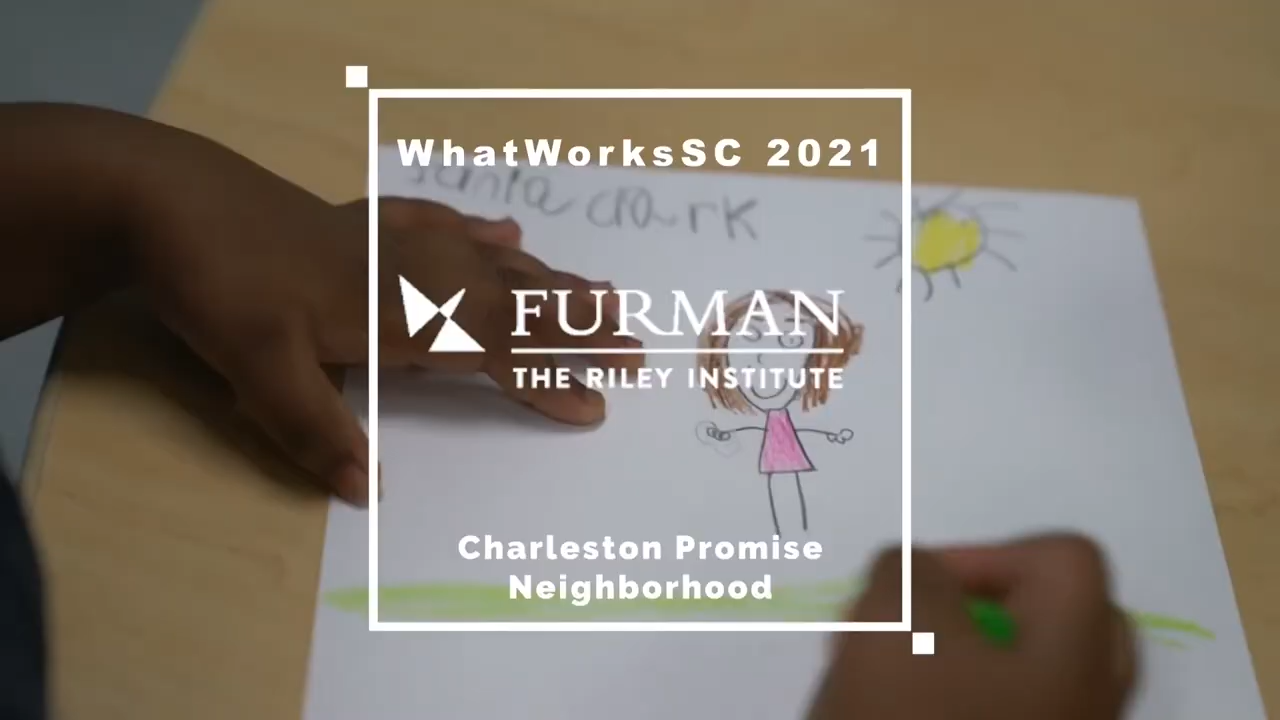 WhatWorksSC 2021
FURMAN
THE RILEY INSTITUTE
Charleston Promise
Neighborhood